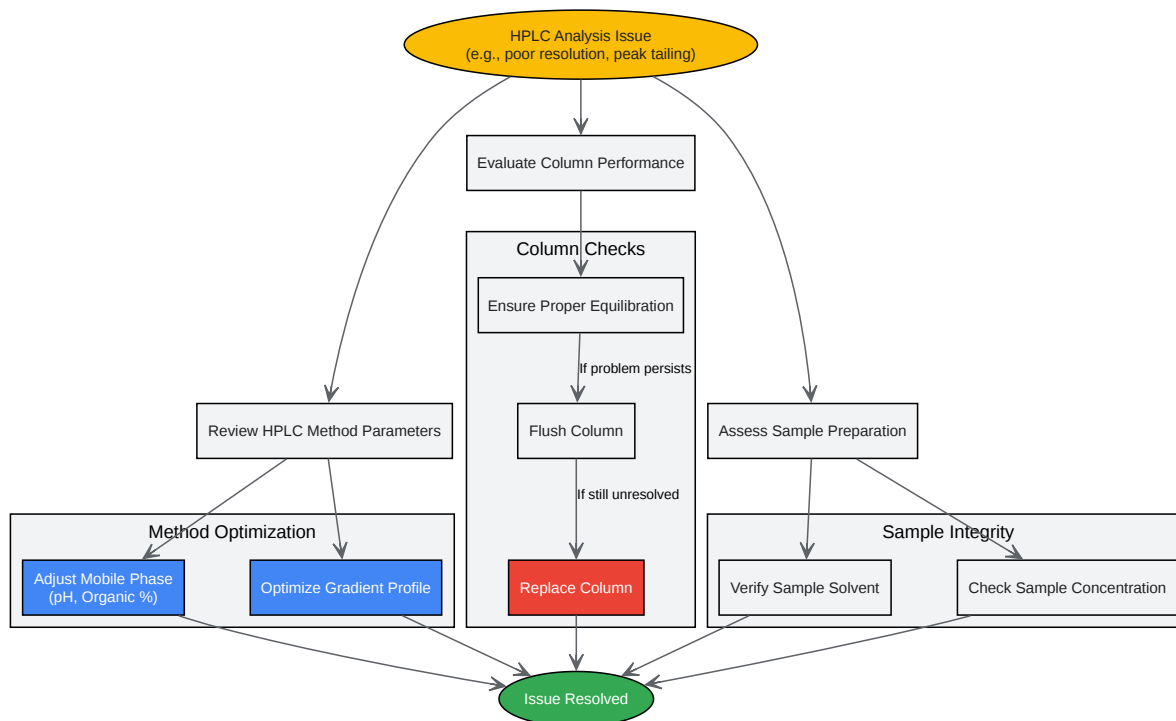 HPLC Analysis Issue
(e.g., poor resolution, peak tailing)
Evaluate Column Performance
Column Checks
Ensure Proper Equilibration
If problem persists
Review HPLC Method Parameters
Flush Column
Assess Sample Preparation
If still unresolved
Method Optimization
Sample Integrity
Adjust Mobile Phase
(pH, Organic %)
Optimize Gradient Profile
Replace Column
Verify Sample Solvent
Check Sample Concentration
Issue Resolved